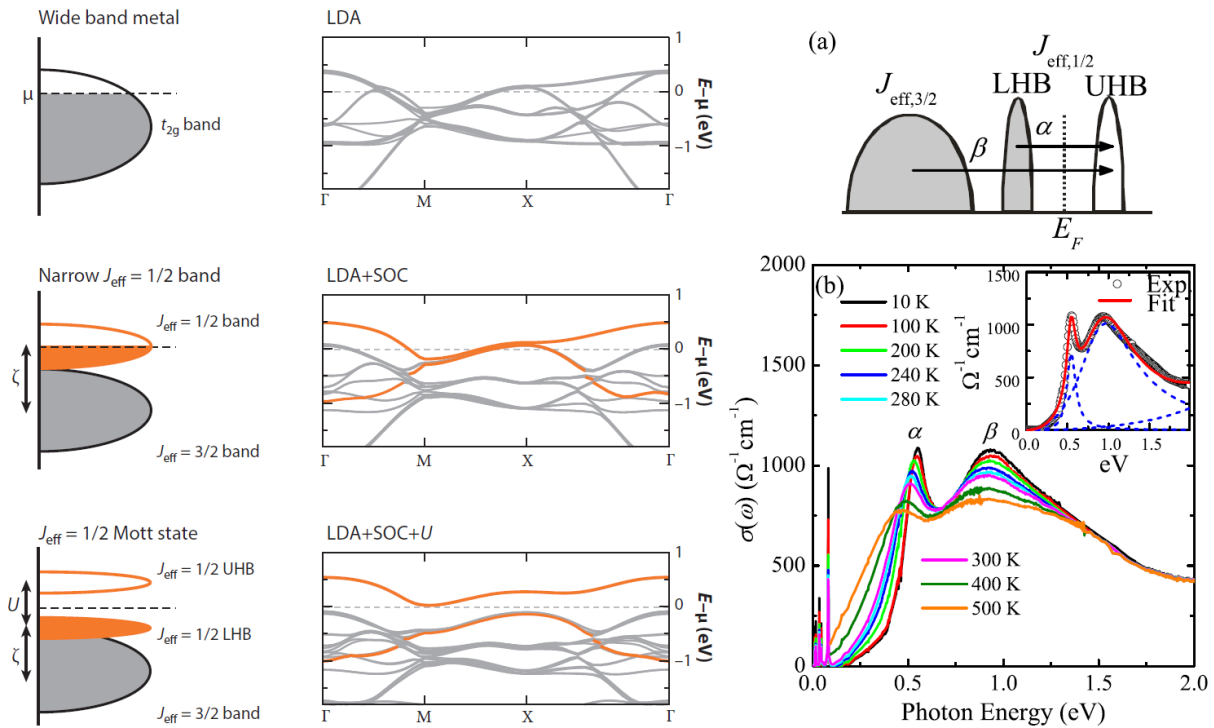 Wide band metal
μ
t2g band
LDA
1
0
−1
E−μ (eV)
Γ
M
X
Γ
Narrow Jeff = 1/2 band
ζ
Jeff = 1/2 band
Jeff = 3/2 band
LDA+SOC
1
0
−1
E−μ (eV)
Γ
M
X
Γ
Jeff = 1/2 Mott state
U
ζ
Jeff = 1/2 UHB
Jeff = 1/2 LHB
Jeff = 3/2 band
LDA+SOC+U
1
0
−1
E−μ (eV)
Γ
M
X
Γ
(a)
Jeff,1/2
Jeff,3/2
LHB
UHB
α
β
EF
(b)
2000
1500
1000
500
0
σ(ω) (Ω⁻¹cm⁻¹)
10 K
100 K
200 K
240 K
280 K
α
β
300 K
400 K
500 K
0.0
0.5
1.0
1.5
2.0
Photon Energy (eV)
1500
1000
500
0
Ω⁻¹cm⁻¹
Exp
Fit
0.0
0.5
1.0
1.5
eV